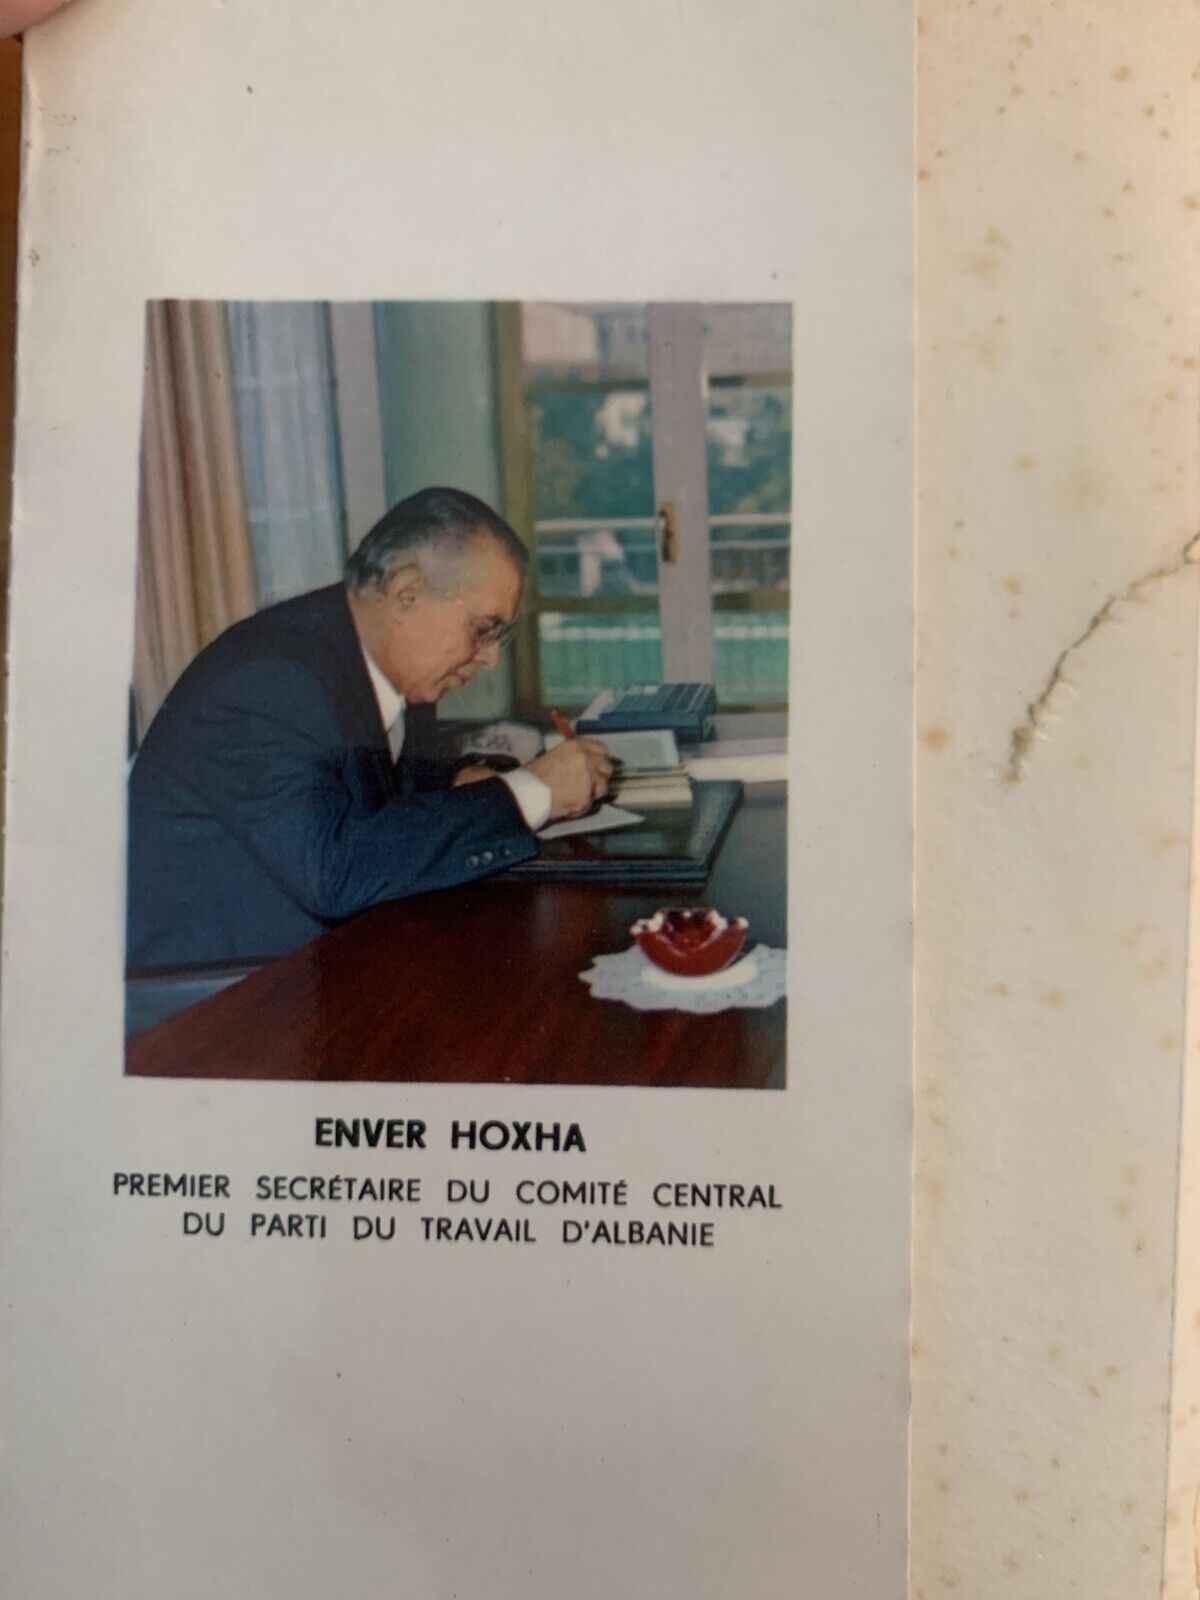 ENVER HOXHA
PREMIER SECRÉTAIRE DU COMITÉ CENTRAL
DU PARTI DU TRAVAIL D'ALBANIE